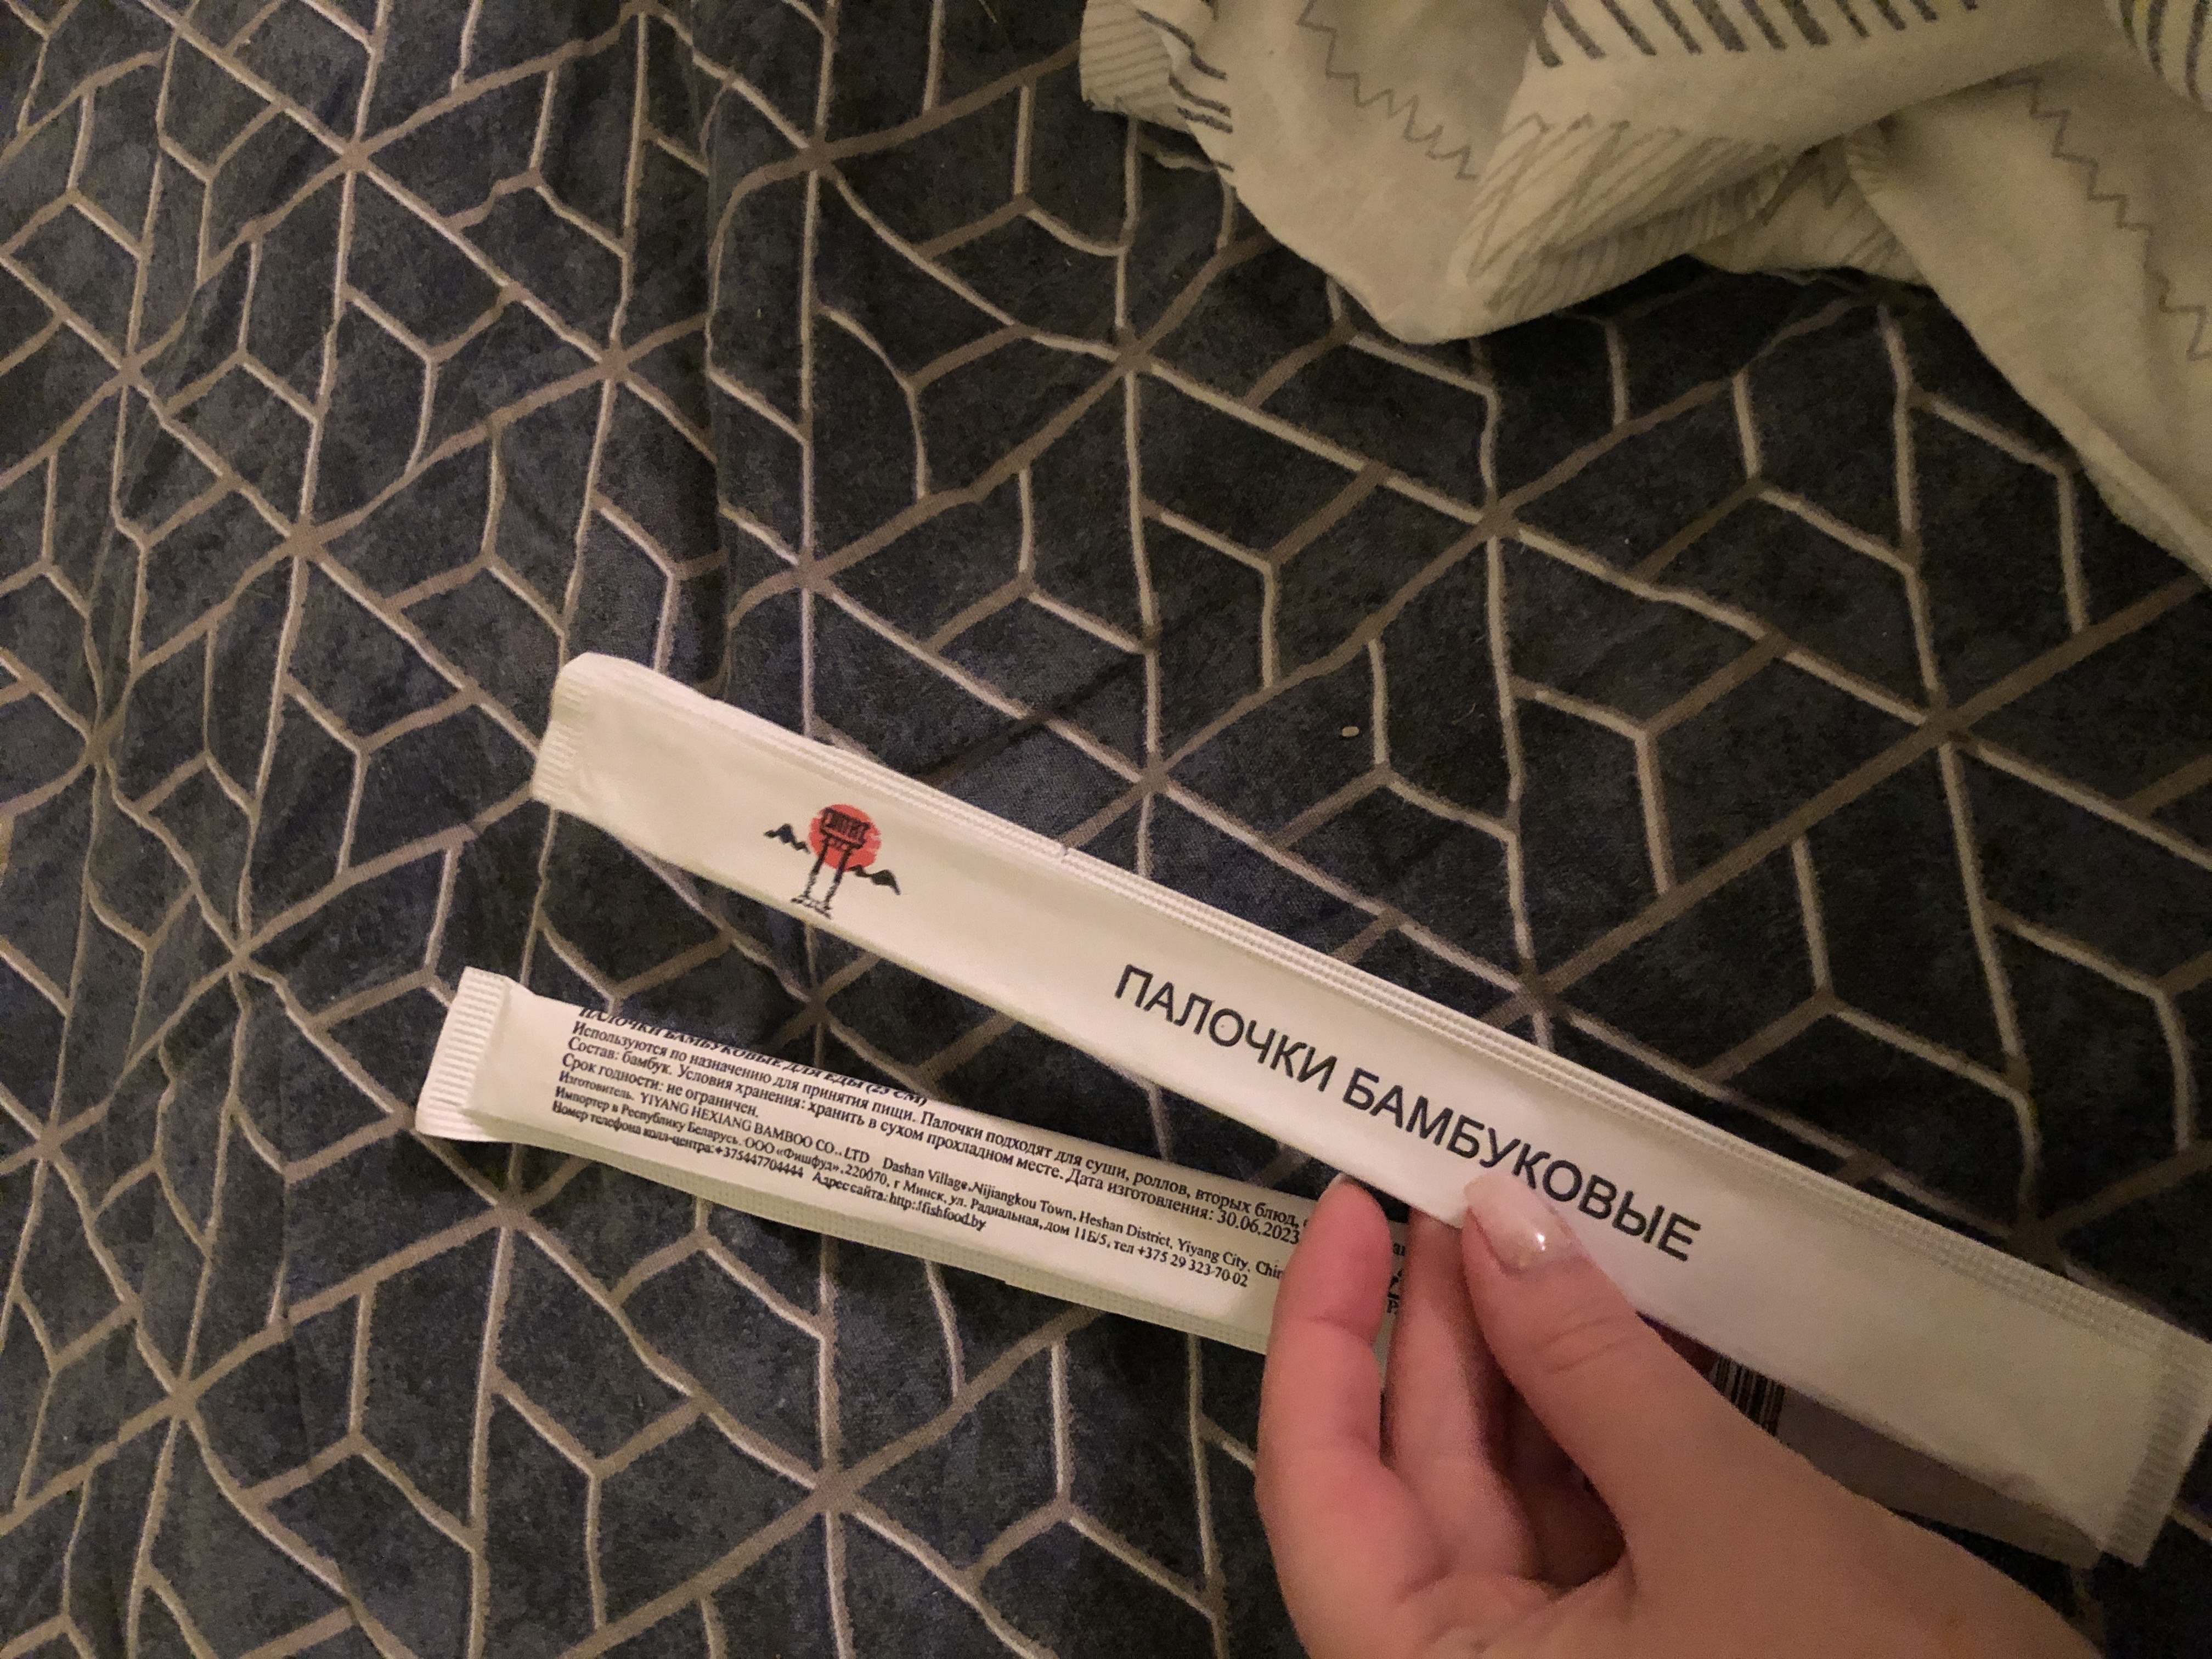 ПАЛОЧКИ БАМБУКОВЫЕ
ПАЛОЧКИ БАМБУКОВЫЕ ДЛЯ ЕДЫ (23 СМ)
Используются по назначению для принятия пищи. Палочки подходят для суши, роллов, вторых блюд,
Состав: бамбук. Условия хранения: хранить в сухом прохладном месте. Дата изготовления: 30.06.2023
Срок годности: не ограничен.
Изготовитель. YIYANG HEXIANG BAMBOO CO., LTD Dashan Village,Nijiangkou Town, Heshan District, Yiyang City.
Импортер в Республику Беларусь. ООО «Фишфуд», 220070, г Минск, ул. Радиальная, дом 11Б/5, тел +375 29 323-70-02
Номер телефона колл-центра: +375447704444 Адрес сайта: http:.fishfood.by